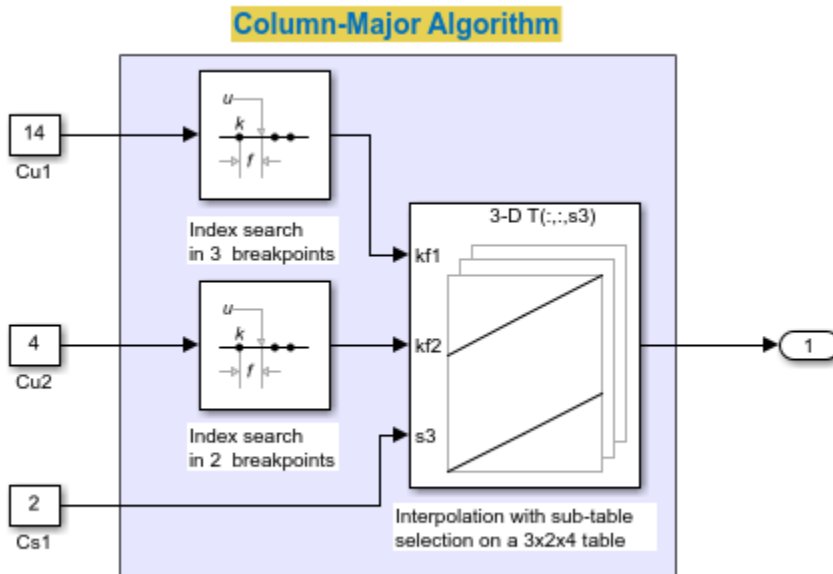 Column-Major Algorithm
14
Cu1
u
k
f
Index search
in 3 breakpoints
3-D T(:,:,s3)
kf1
kf2
s3
4
Cu2
u
k
f
Index search
in 2 breakpoints
1
2
Cs1
Interpolation with sub-table
selection on a 3x2x4 table